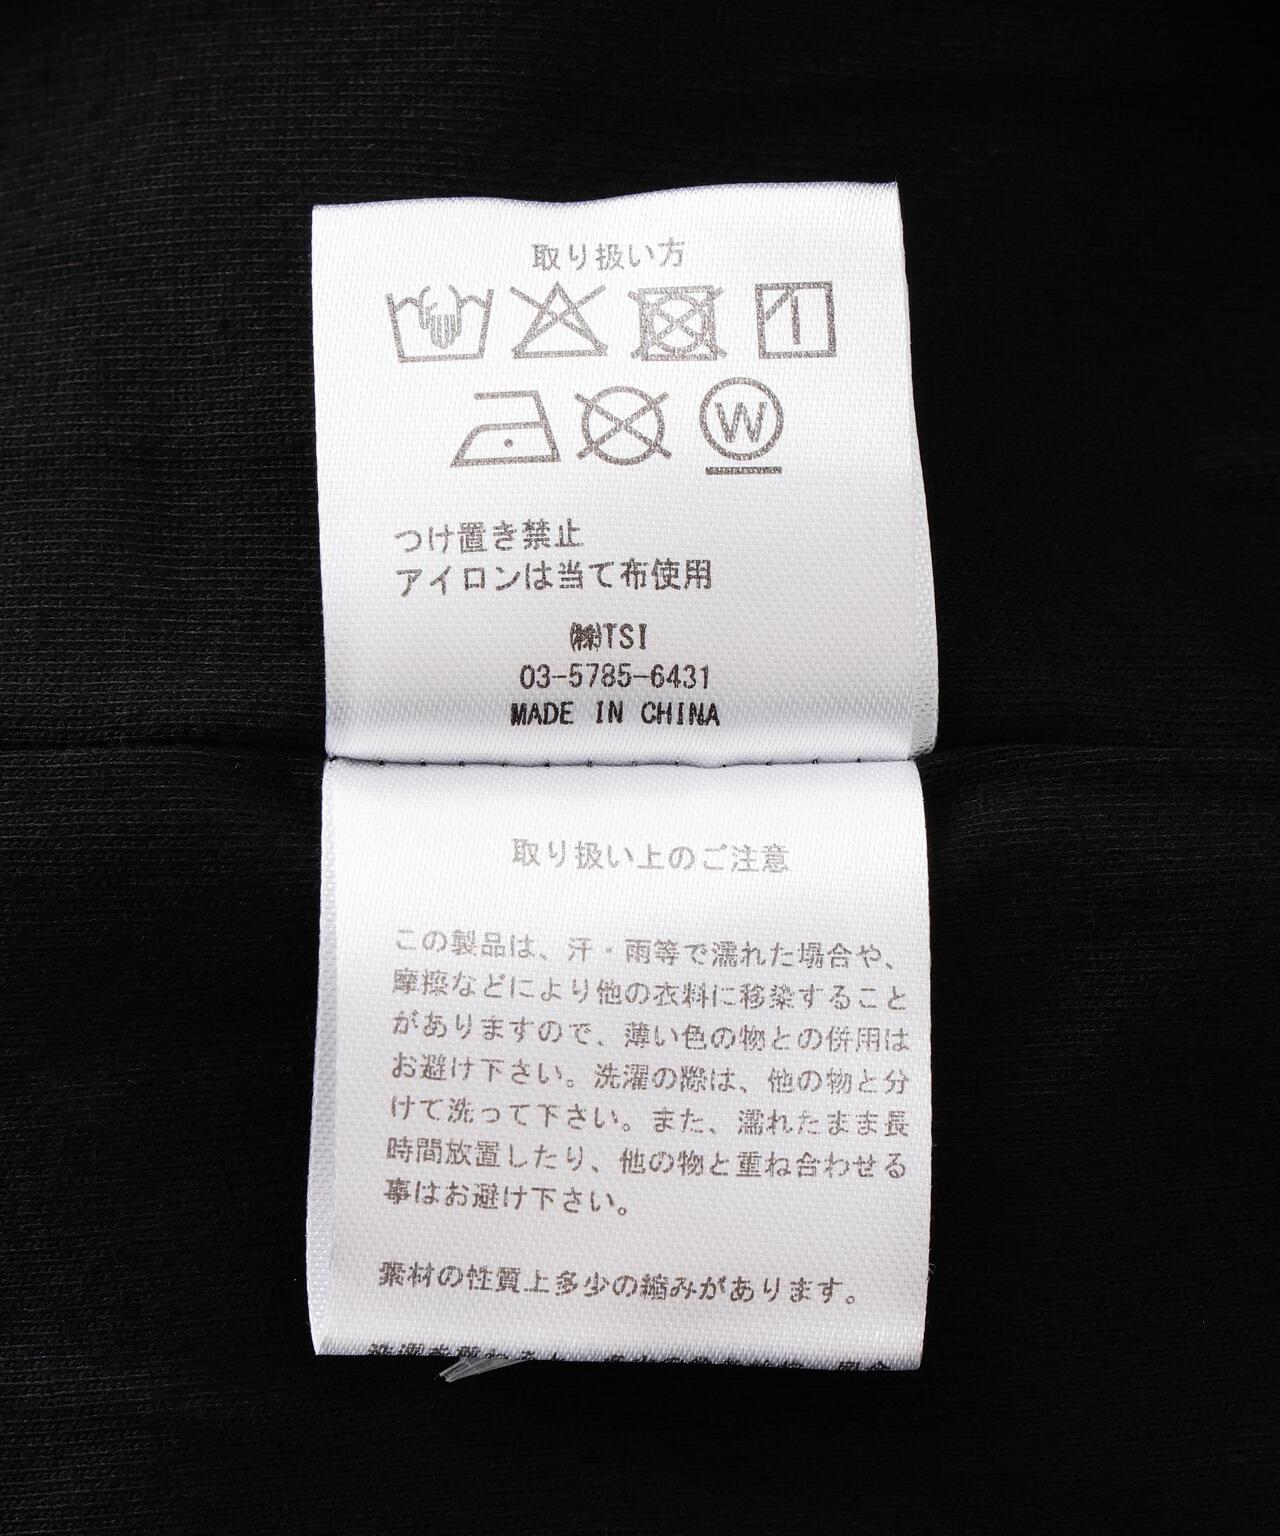 取り扱い方
W
つけ置き禁止
アイロンは当て布使用
㈱TSI
03-5785-6431
MADE IN CHINA
取り扱い上のご注意
この製品は、汗・雨等で濡れた場合や、
摩擦などにより他の衣料に移染すること
がありますので、薄い色の物との併用は
お避け下さい。洗濯の際は、他の物と分
けて洗って下さい。また、濡れたまま長
時間放置したり、他の物と重ね合わせる
事はお避け下さい。
素材の性質上多少の縮みがあります。